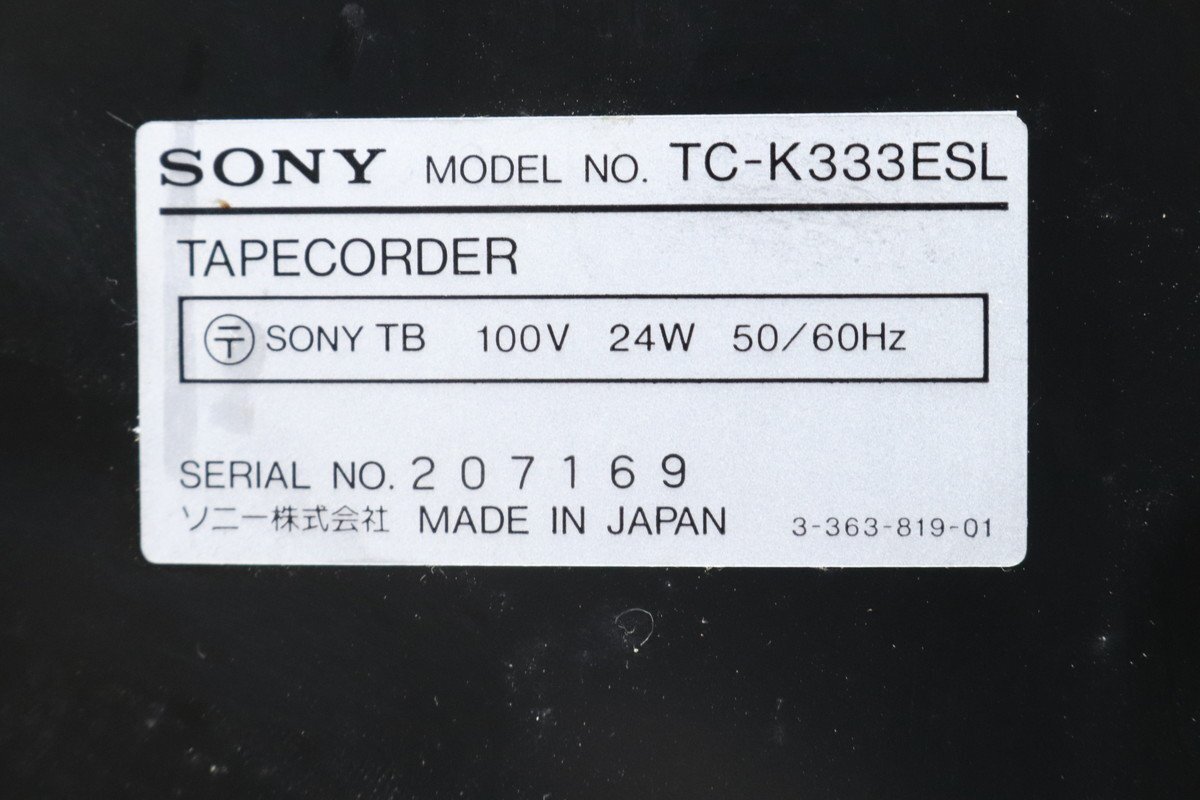 SONY MODEL NO. TC-K333ESL
TAPECORDER
〶 SONY TB 100V 24W 50/60Hz
SERIAL NO. 207169
ソニー株式会社 MADE IN JAPAN 3-363-819-01